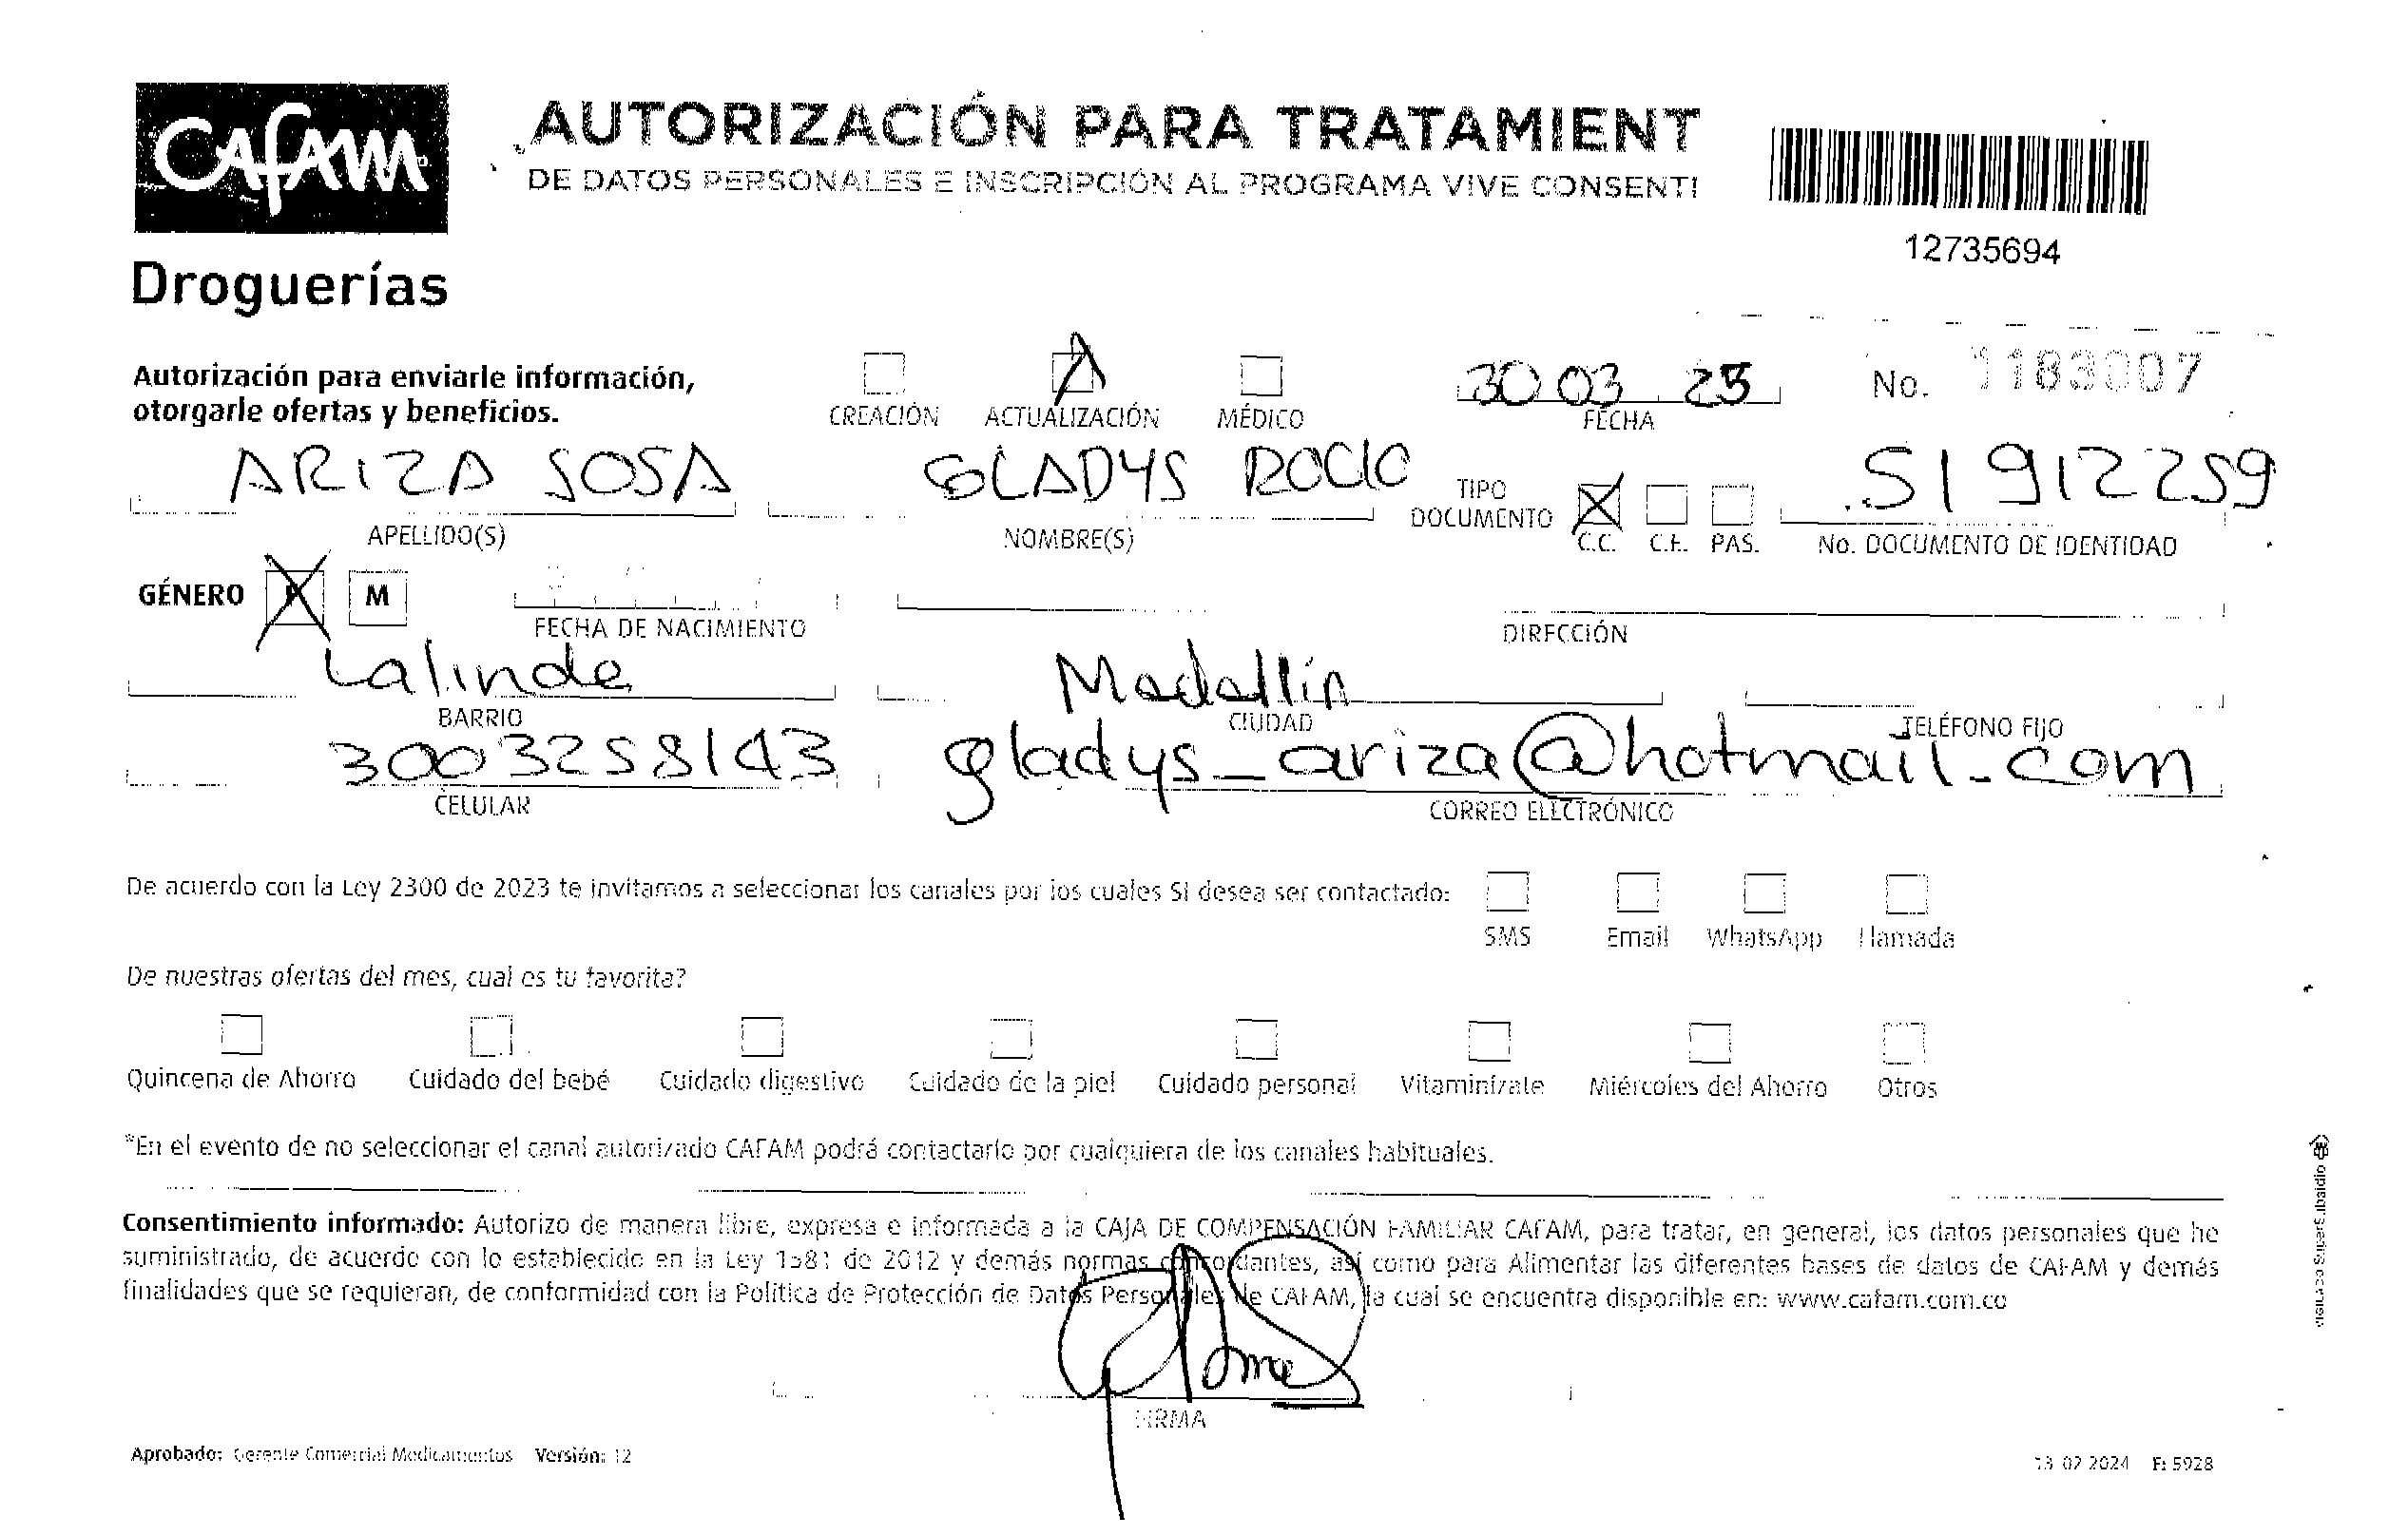 CAFAM
Droguerías
AUTORIZACIÓN PARA TRATAMIENT
DE DATOS PERSONALES E INSCRIPCIÓN AL PROGRAMA VIVE CONSENTI
12735694
Autorización para enviarle información,
otorgarle ofertas y beneficios.
CREACIÓN ACTUALIZACIÓN MÉDICO
30 03 25
FECHA
No. 1183007
ARIZA SOSA GLADYS ROCIO 51912259
APELLIDO(S) NOMBRE(S) TIPO DOCUMENTO C.C. C.E. PAS. No. DOCUMENTO DE IDENTIDAD
GÉNERO F M
FECHA DE NACIMIENTO DIRECCIÓN
Lalinde Medellín
BARRIO CIUDAD TELÉFONO FIJO
3003258143 gladys_ariza@hotmail.com
CELULAR CORREO ELECTRÓNICO
De acuerdo con la Ley 2300 de 2023 te invitamos a seleccionar los canales por los cuales SI desea ser contactado:
SMS Email WhatsApp Llamada
De nuestras ofertas del mes, cual es tu favorita?
Quincena de Ahorro Cuidado del bebé Cuidado digestivo Cuidado de la piel Cuidado personal Vitamínízate Miércoles del Ahorro Otros
*En el evento de no seleccionar el canal autorizado CAFAM podrá contactarlo por cualquiera de los canales habituales.
Consentimiento informado: Autorizo de manera libre, expresa e informada a la CAJA DE COMPENSACIÓN FAMILIAR CAFAM, para tratar, en general, los datos personales que he
suministrado, de acuerdo con lo establecido en la Ley 1581 de 2012 y demás normas concordantes, así como para Alimentar las diferentes bases de datos de CAFAM y demás
finalidades que se requieran, de conformidad con la Política de Protección de Datos Personales de CAFAM, la cual se encuentra disponible en: www.cafam.com.co
FIRMA
Aprobado: Gerente Comercial Medicamentos Versión: 12
13 02 2024 F: 5928
Vigilado SuperSubsidio